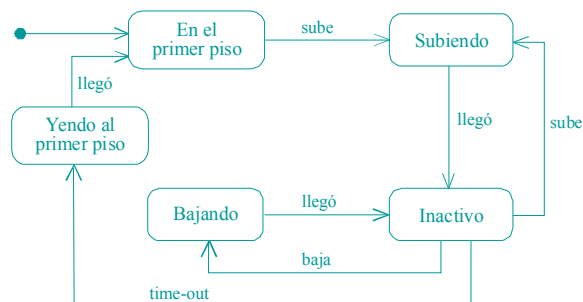 En el
primer piso
sube
Subiendo
llegó
Yendo al
primer piso
llegó
sube
Bajando
llegó
Inactivo
baja
time-out